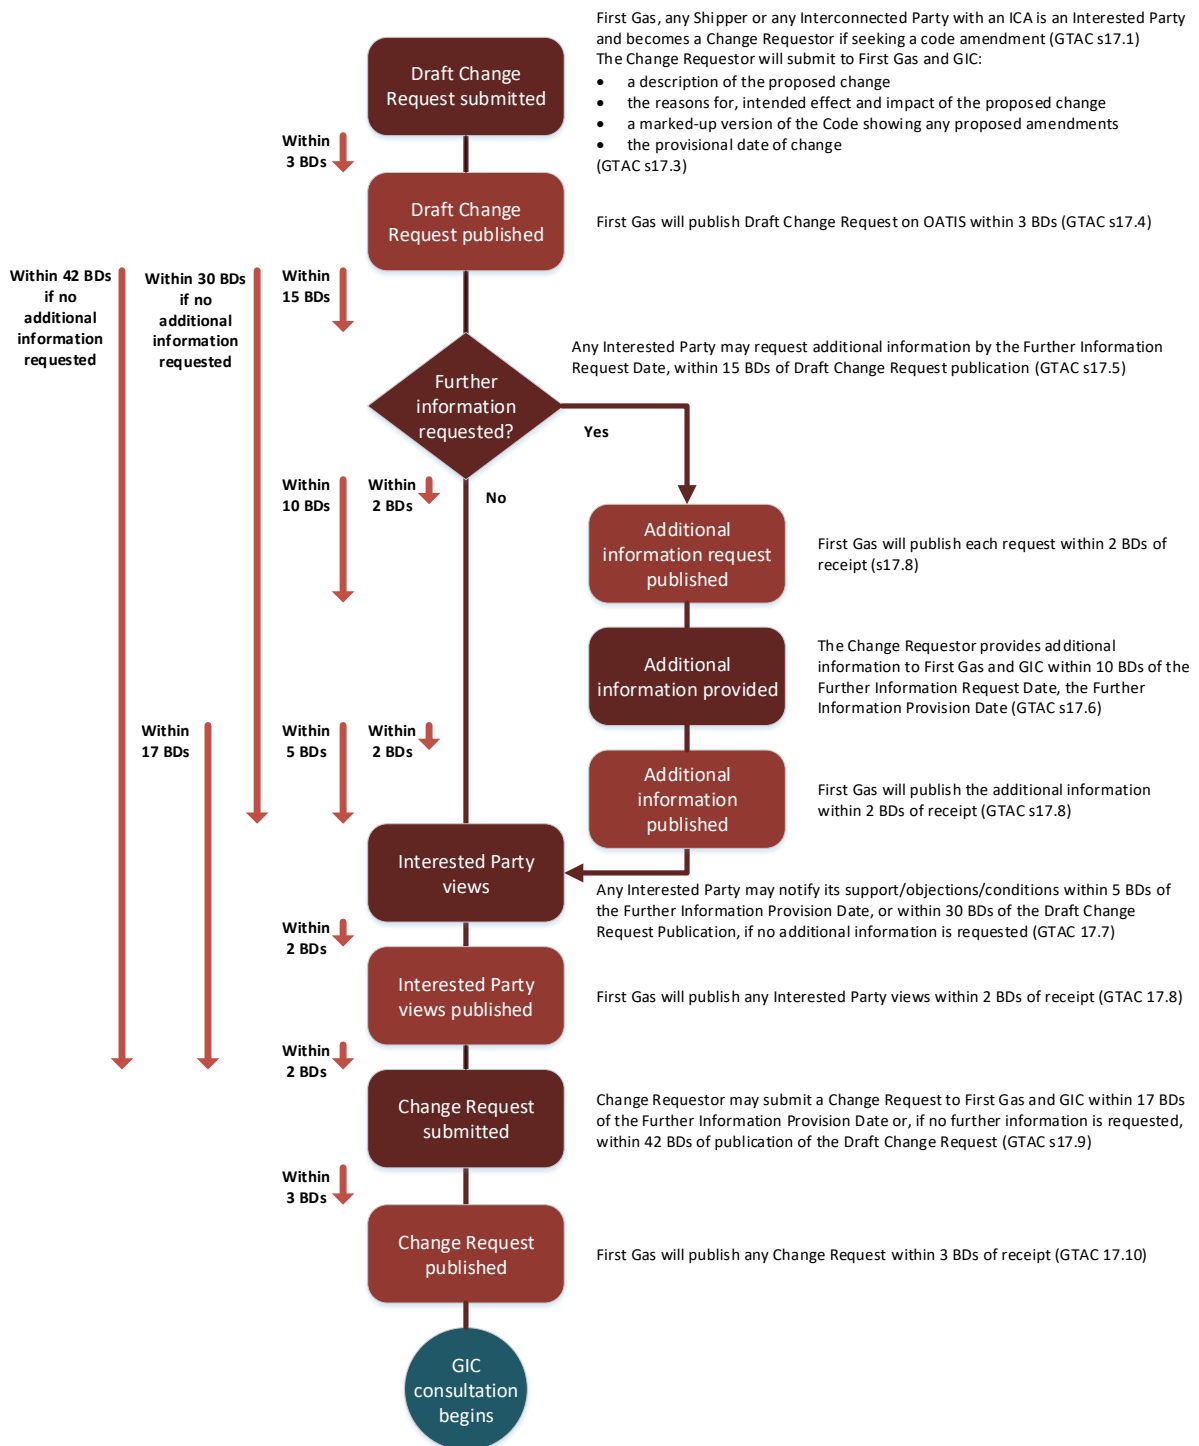 First Gas, any Shipper or any Interconnected Party with an ICA is an Interested Party
and becomes a Change Requestor if seeking a code amendment (GTAC s17.1)
The Change Requestor will submit to First Gas and GIC:
• a description of the proposed change
• the reasons for, intended effect and impact of the proposed change
• a marked-up version of the Code showing any proposed amendments
• the provisional date of change
(GTAC s17.3)
Draft Change
Request submitted
Within
3 BDs
Draft Change
Request published
First Gas will publish Draft Change Request on OATIS within 3 BDs (GTAC s17.4)
Within 42 BDs
if no
additional
information
requested
Within 30 BDs
if no
additional
information
requested
Within
15 BDs
Any Interested Party may request additional information by the Further Information
Request Date, within 15 BDs of Draft Change Request publication (GTAC s17.5)
Further
information
requested?
Yes
No
Within
10 BDs
Within
2 BDs
Additional
information request
published
First Gas will publish each request within 2 BDs of
receipt (s17.8)
Additional
information provided
The Change Requestor provides additional
information to First Gas and GIC within 10 BDs of the
Further Information Request Date, the Further
Information Provision Date (GTAC s17.6)
Within
17 BDs
Within
5 BDs
Within
2 BDs
Additional
information
published
First Gas will publish the additional information
within 2 BDs of receipt (GTAC s17.8)
Interested Party
views
Any Interested Party may notify its support/objections/conditions within 5 BDs of
the Further Information Provision Date, or within 30 BDs of the Draft Change
Request Publication, if no additional information is requested (GTAC 17.7)
Within
2 BDs
Interested Party
views published
First Gas will publish any Interested Party views within 2 BDs of receipt (GTAC 17.8)
Within
2 BDs
Change Request
submitted
Change Requestor may submit a Change Request to First Gas and GIC within 17 BDs
of the Further Information Provision Date or, if no further information is requested,
within 42 BDs of publication of the Draft Change Request (GTAC s17.9)
Within
3 BDs
Change Request
published
First Gas will publish any Change Request within 3 BDs of receipt (GTAC 17.10)
GIC
consultation
begins